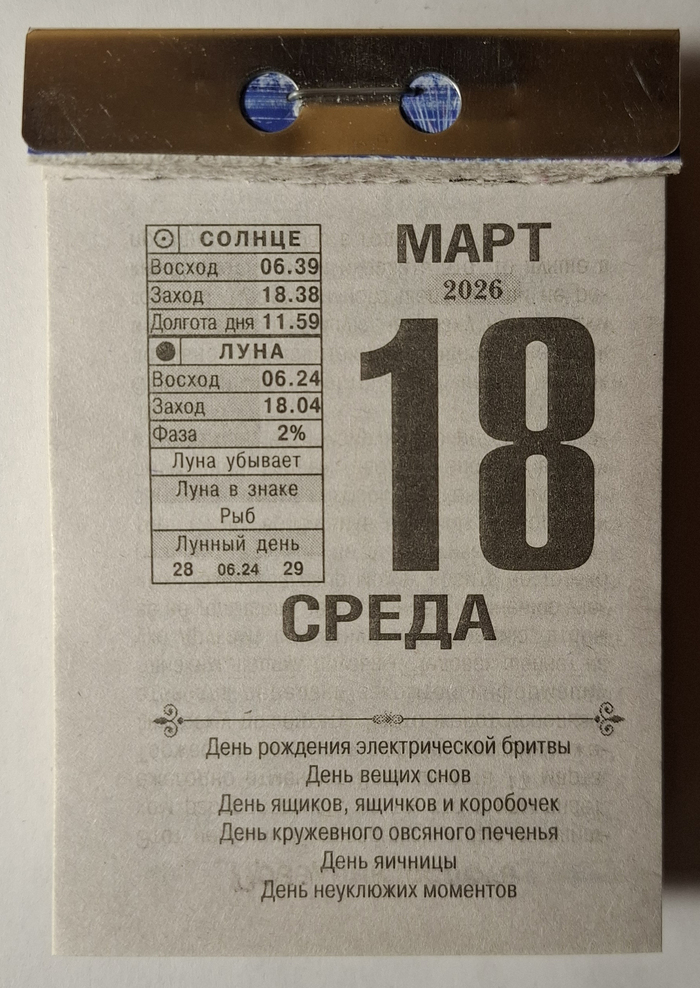 СОЛНЦЕ
Восход 06.39
Заход 18.38
Долгота дня 11.59
ЛУНА
Восход 06.24
Заход 18.04
Фаза 2%
Луна убывает
Луна в знаке
Рыб
Лунный день
28 06.24 29
МАРТ
2026
18
СРЕДА
День рождения электрической бритвы
День вещих снов
День ящиков, ящичков и коробочек
День кружевного овсяного печенья
День яичницы
День неуклюжих моментов